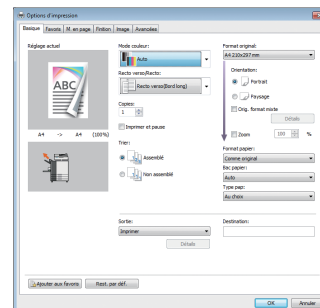 Options d'impression
Basique Favoris M. en page Finition Image Avancées
Réglage actuel
ABC
A4 -> A4 (100%)
Mode couleur:
Auto
Recto verso/Recto:
Recto verso(Bord long)
Copies:
1
Imprimer et pause
Trier:
Assemblé
Non assemblé
Format original:
A4 210x297 mm
Orientation:
Portrait
Paysage
Orig. format mixte
Détails
Zoom 100 %
Format papier:
Comme original
Bac papier:
Auto
Type pap:
Au choix
Sortie:
Imprimer
Détails
Destination:
Ajouter aux favoris Rest. par déf.
OK Annuler